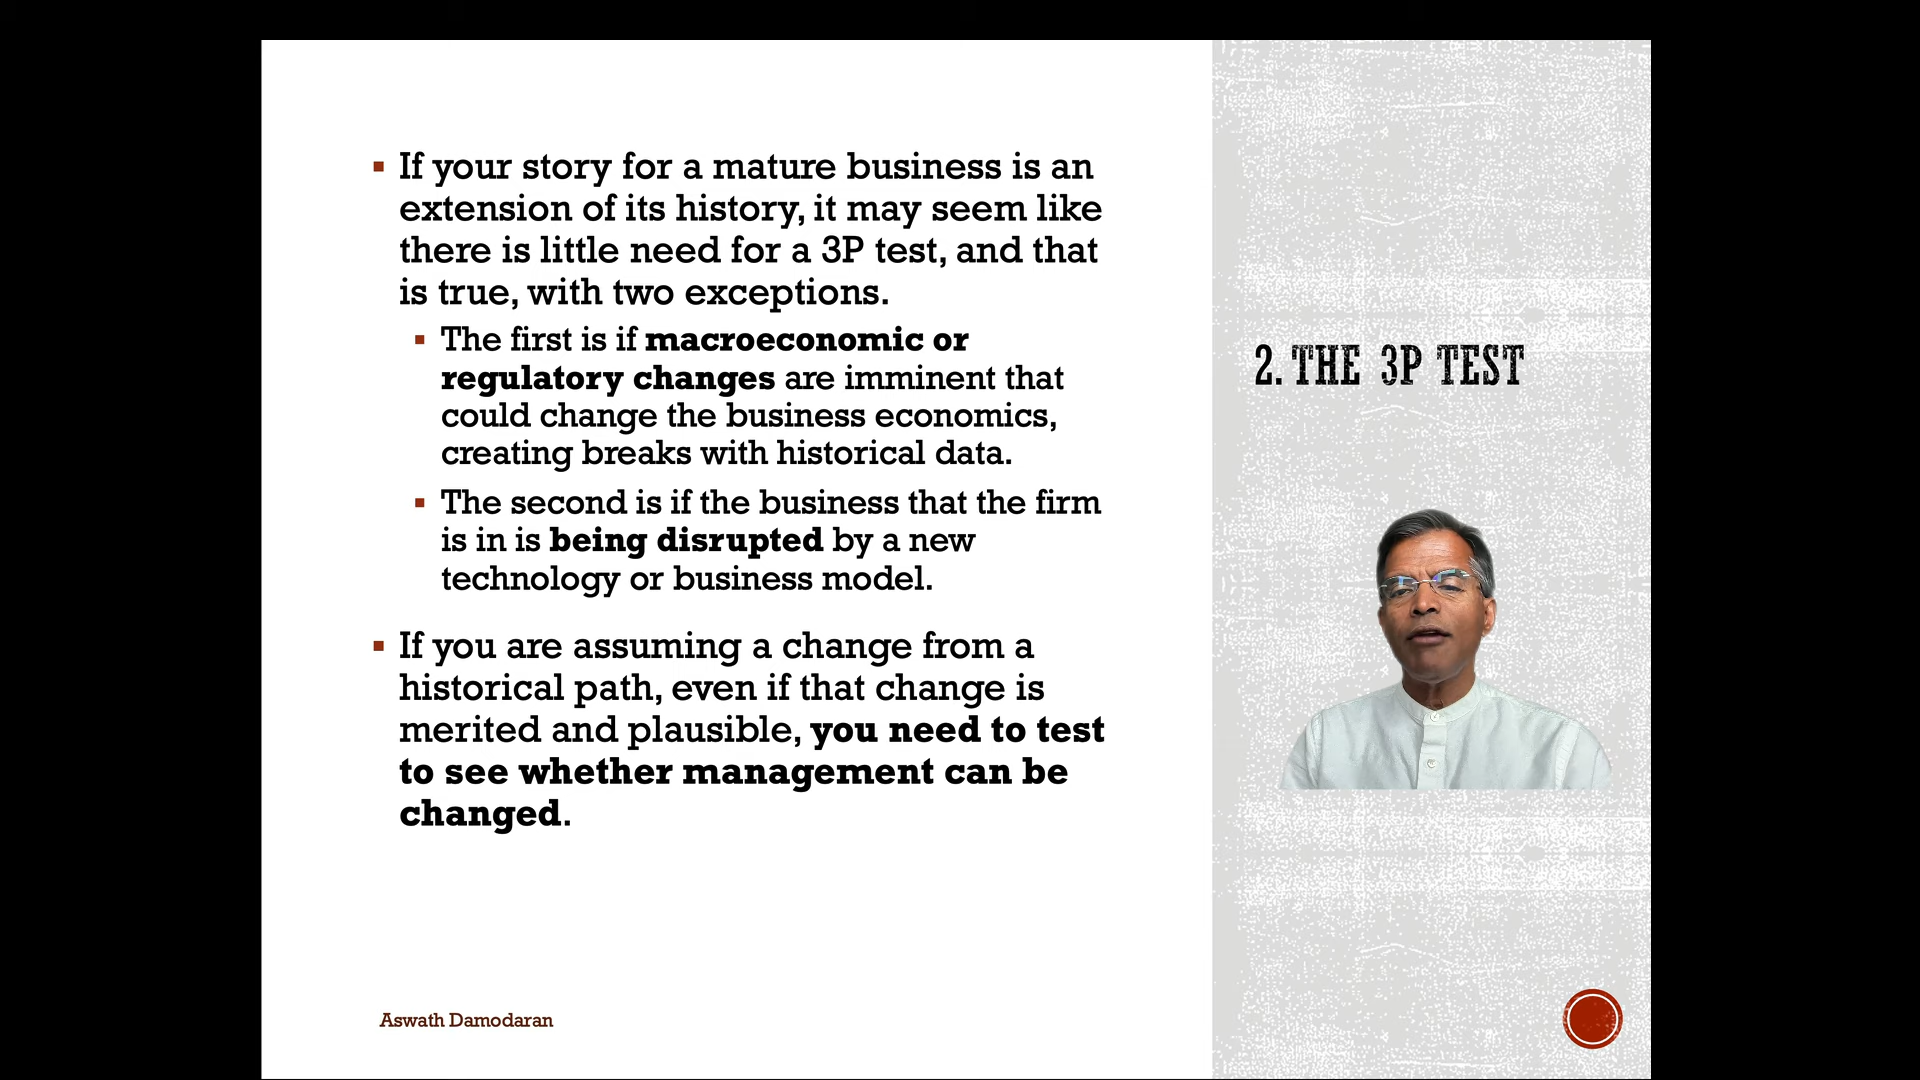 If your story for a mature business is an
extension of its history, it may seem like
there is little need for a 3P test, and that
is true, with two exceptions.
The first is if macroeconomic or
regulatory changes are imminent that
could change the business economics,
creating breaks with historical data.
The second is if the business that the firm
is in is being disrupted by a new
technology or business model.
If you are assuming a change from a
historical path, even if that change is
merited and plausible, you need to test
to see whether management can be
changed.
2. THE 3P TEST
Aswath Damodaran